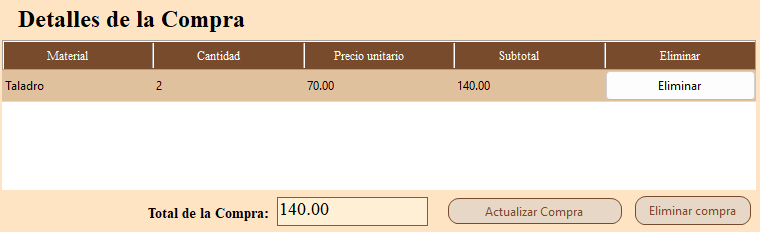 Detalles de la Compra
Material Cantidad Precio unitario Subtotal Eliminar
Taladro 2 70.00 140.00 Eliminar
Total de la Compra: 140.00 Actualizar Compra Eliminar compra